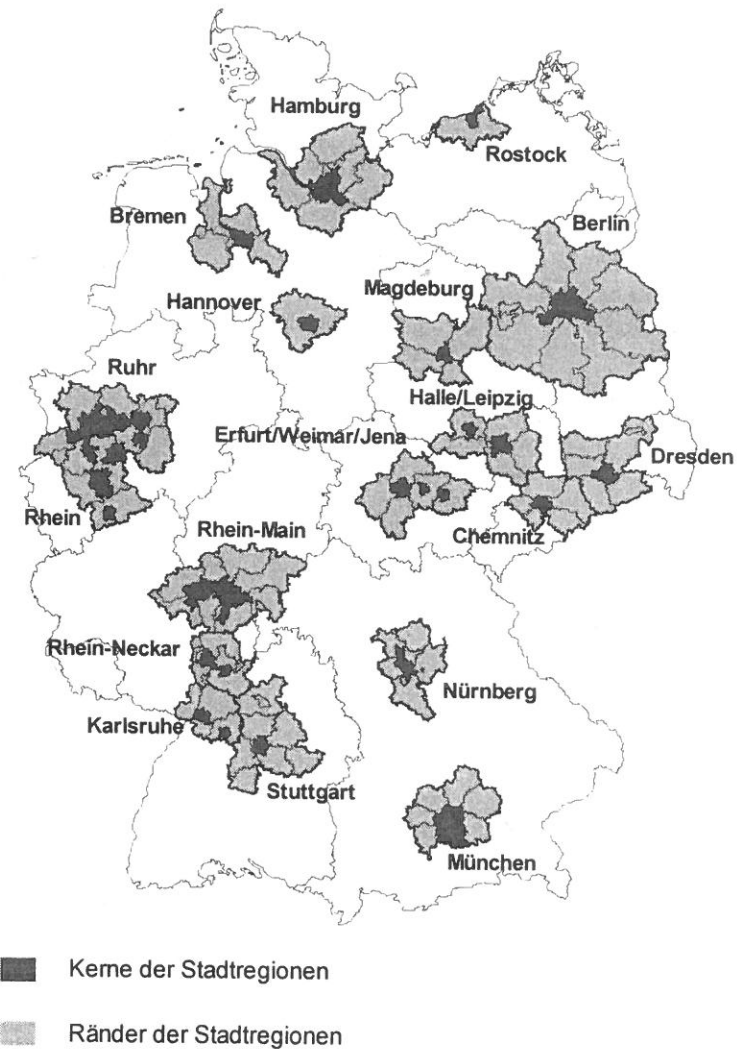 Hamburg
Rostock
Bremen
Berlin
Hannover
Magdeburg
Ruhr
Halle/Leipzig
Erfurt/Weimar/Jena
Dresden
Rhein
Chemnitz
Rhein-Main
Rhein-Neckar
Nürnberg
Karlsruhe
Stuttgart
München
Kerne der Stadtregionen
Ränder der Stadtregionen